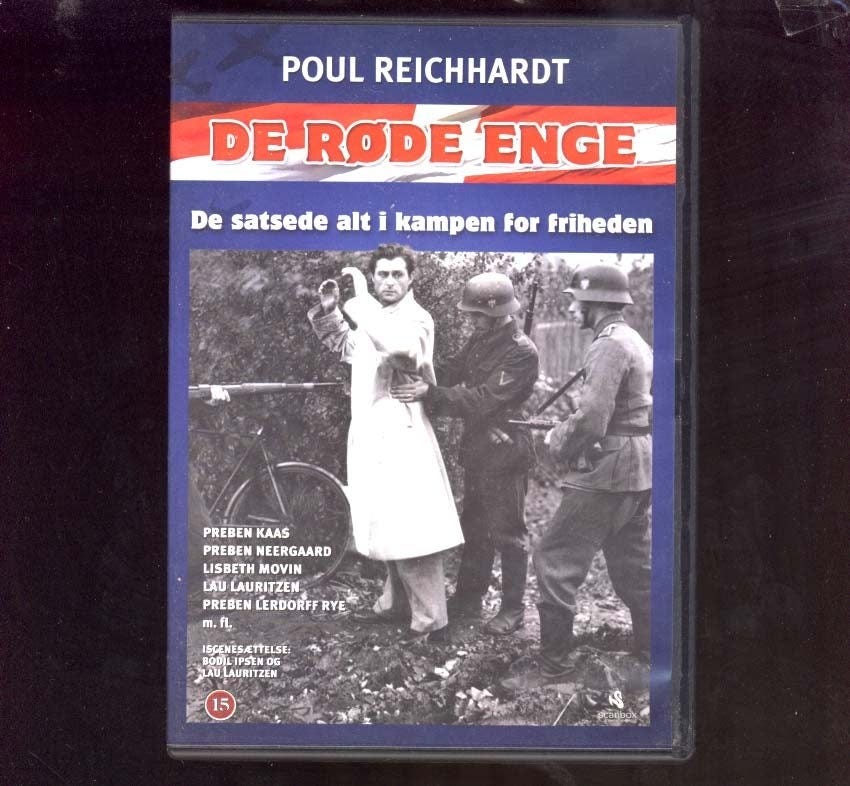 POUL REICHHARDT
DE RØDE ENGE
De satsede alt i kampen for friheden
PREBEN KAAS
PREBEN NEERGAARD
LISBETH MOVIN
LAU LAURITZEN
PREBEN LERDORFF RYE
m. fl.
ISCENESÆTTELSE:
BODIL IPSEN OG
LAU LAURITZEN
15
scanbox